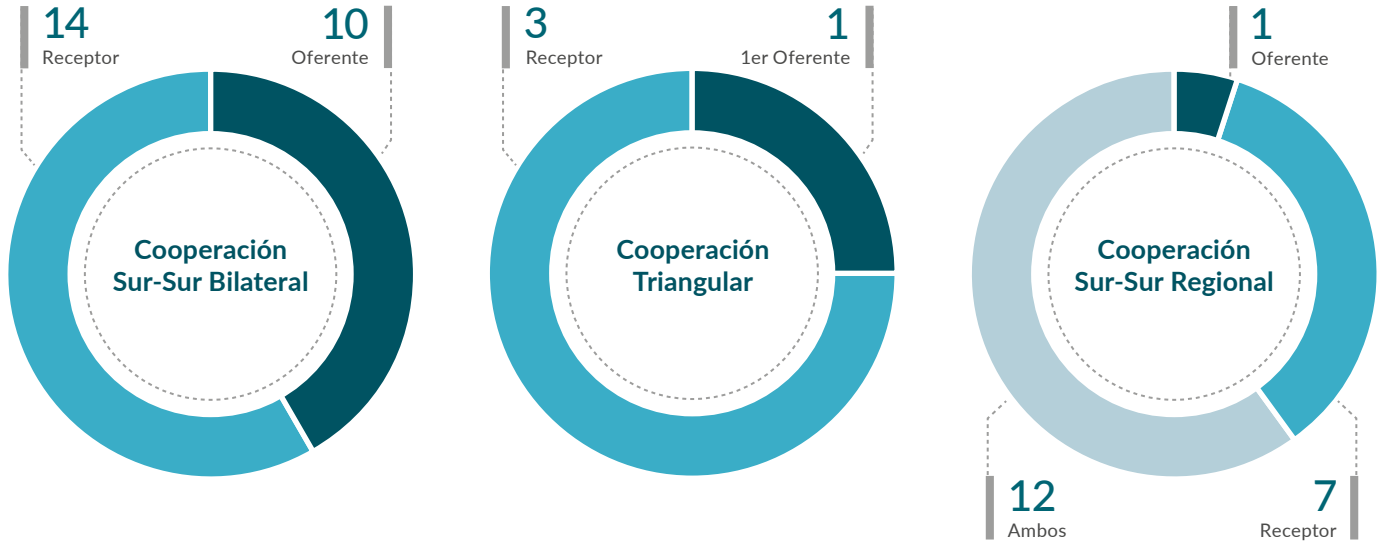 14
Receptor
10
Oferente
Cooperación
Sur-Sur Bilateral
3
Receptor
1
1er Oferente
Cooperación
Triangular
1
Oferente
Cooperación
Sur-Sur Regional
12
Ambos
7
Receptor